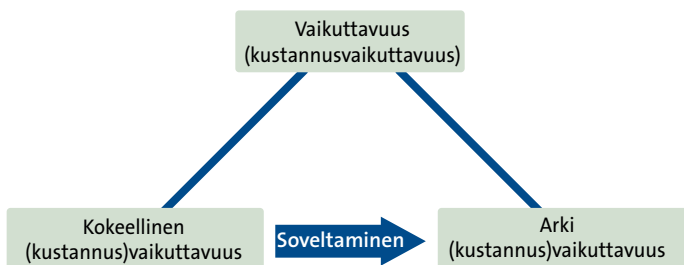 Vaikuttavuus
(kustannusvaikuttavuus)
Kokeellinen
(kustannus)vaikuttavuus
Soveltaminen
Arki
(kustannus)vaikuttavuus